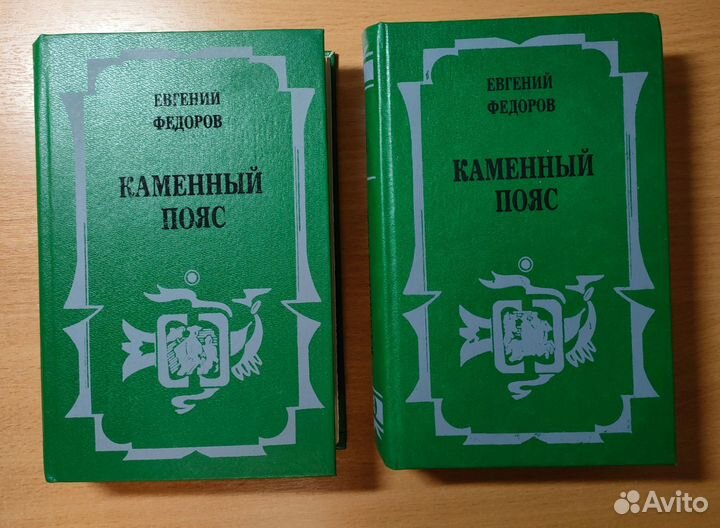 ЕВГЕНИЙ
ФЕДОРОВ
КАМЕННЫЙ
ПОЯС
ЕВГЕНИЙ
ФЕДОРОВ
КАМЕННЫЙ
ПОЯС
Avito